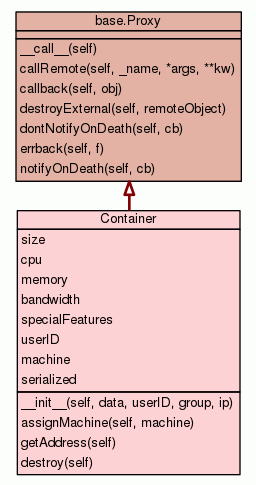 base.Proxy
__call__(self)
callRemote(self, _name, *args, **kw)
callback(self, obj)
destroyExternal(self, remoteObject)
dontNotifyOnDeath(self, cb)
errback(self, f)
notifyOnDeath(self, cb)
Container
size
cpu
memory
bandwidth
specialFeatures
userID
machine
serialized
__init__(self, data, userID, group, ip)
assignMachine(self, machine)
getAddress(self)
destroy(self)